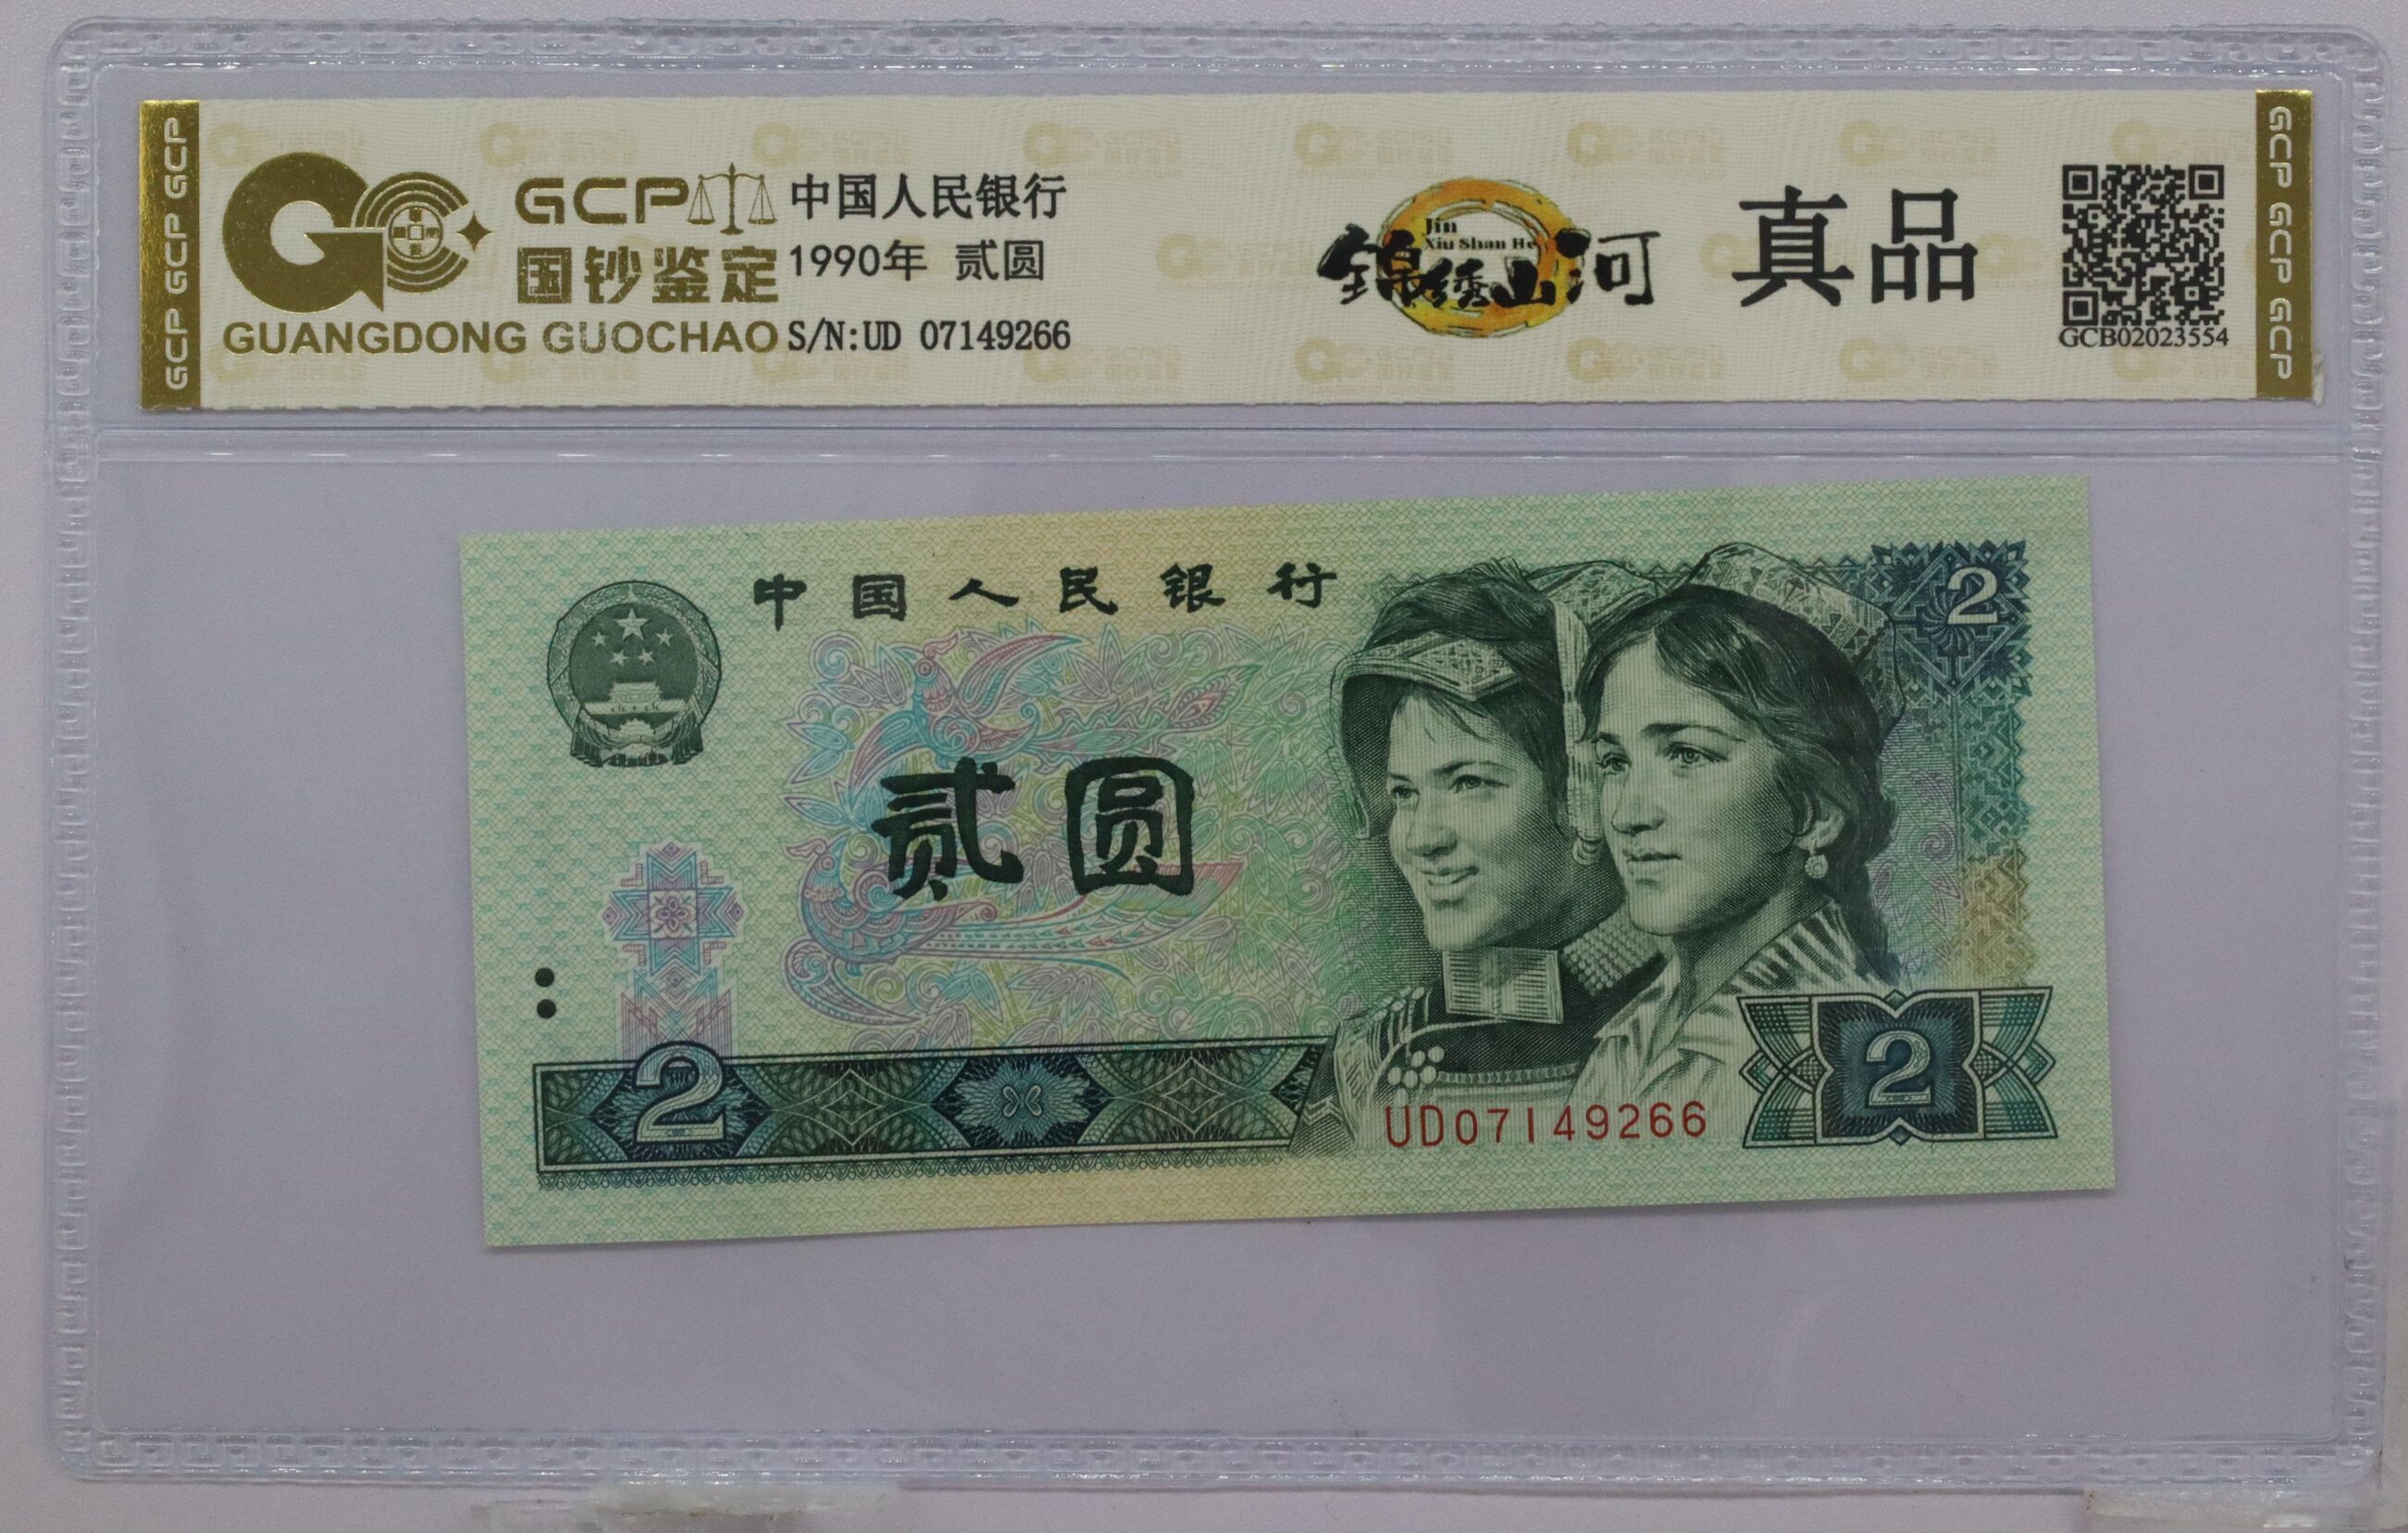 GCP GCP GCP GCP
GCP
国钞鉴定
GUANGDONG GUOCHAO
中国人民银行
1990年 贰圆
S/N:UD 07149266
Jin
Xiu Shan He
锦绣山河
真品
GCB02023554
GCP GCP GCP GCP
中国人民银行
2
贰圆
2
UD07149266
2